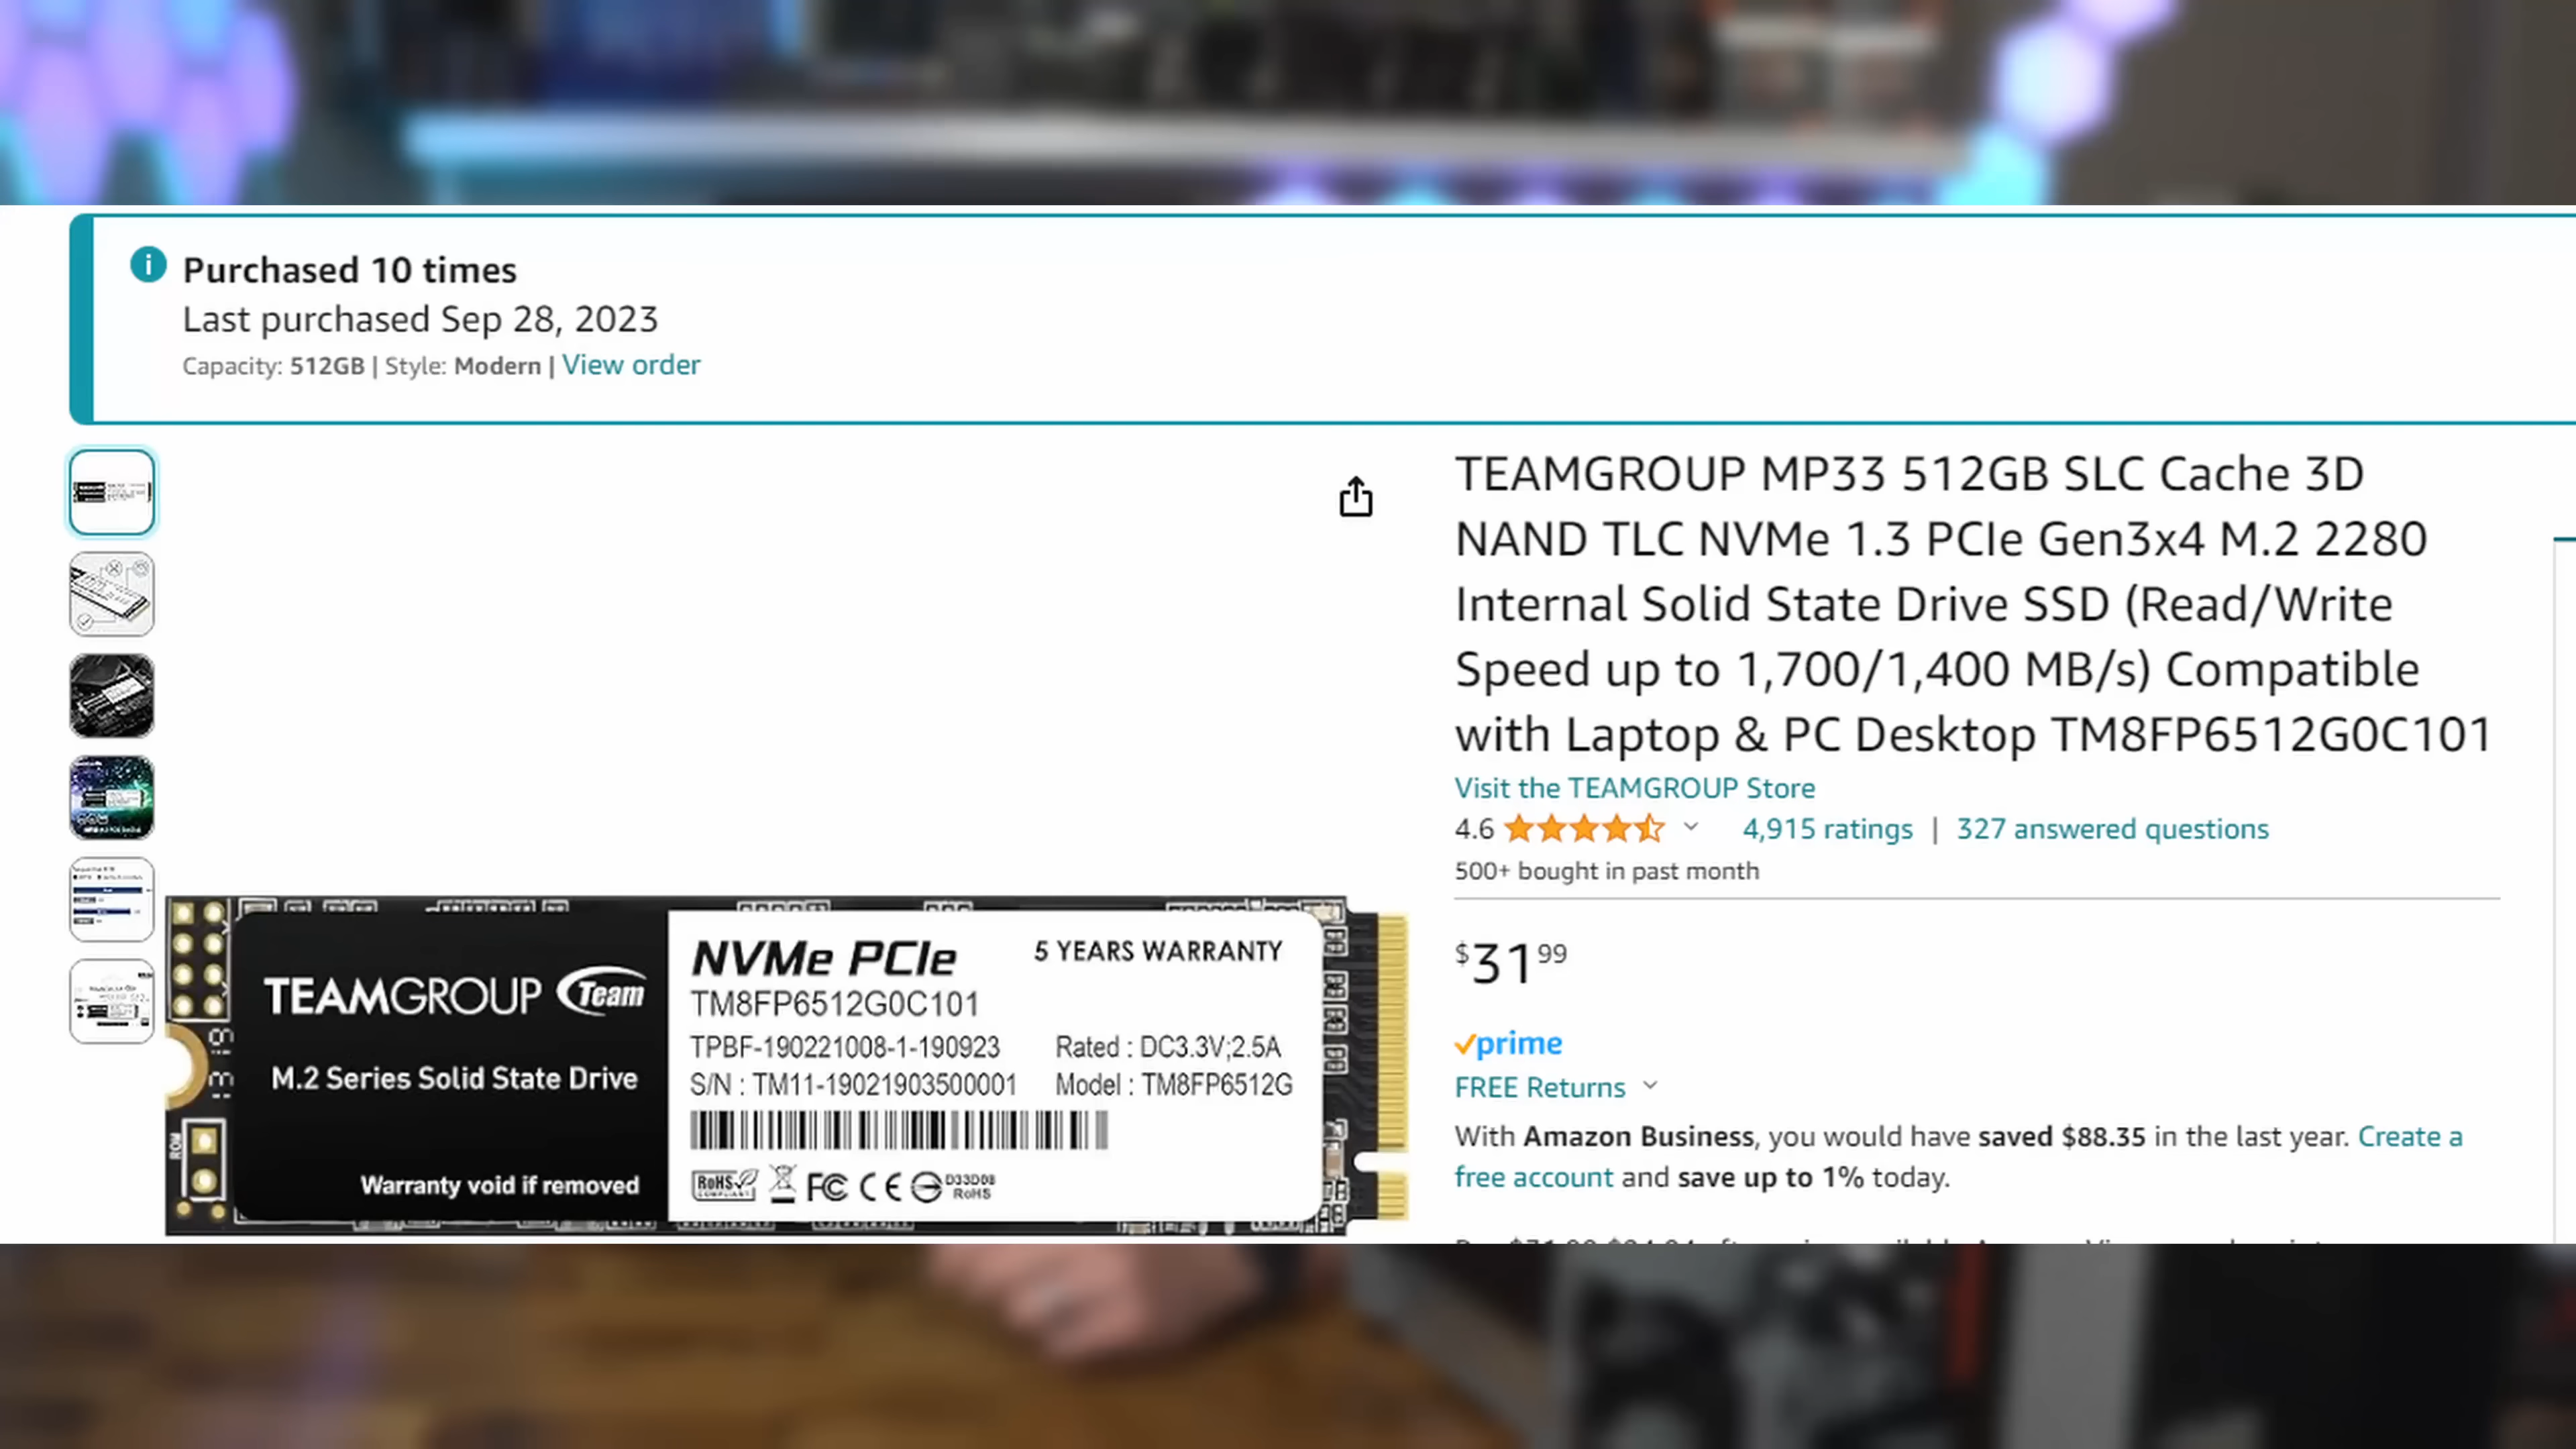 Purchased 10 times
Last purchased Sep 28, 2023
Capacity: 512GB | Style: Modern | View order
TEAMGROUP MP33 512GB SLC Cache 3D
NAND TLC NVMe 1.3 PCIe Gen3x4 M.2 2280
Internal Solid State Drive SSD (Read/Write
Speed up to 1,700/1,400 MB/s) Compatible
with Laptop & PC Desktop TM8FP6512G0C101
Visit the TEAMGROUP Store
4.6 4,915 ratings | 327 answered questions
500+ bought in past month
$31 99
prime
FREE Returns
With Amazon Business, you would have saved $88.35 in the last year. Create a
free account and save up to 1% today.
TEAMGROUP Team
M.2 Series Solid State Drive
Warranty void if removed
NVMe PCIe 5 YEARS WARRANTY
TM8FP6512G0C101
TPBF-190221008-1-190923 Rated : DC3.3V;2.5A
S/N : TM11-19021903500001 Model : TM8FP6512G
RoHS COMPLIANT FC CE D33D08
RoHS